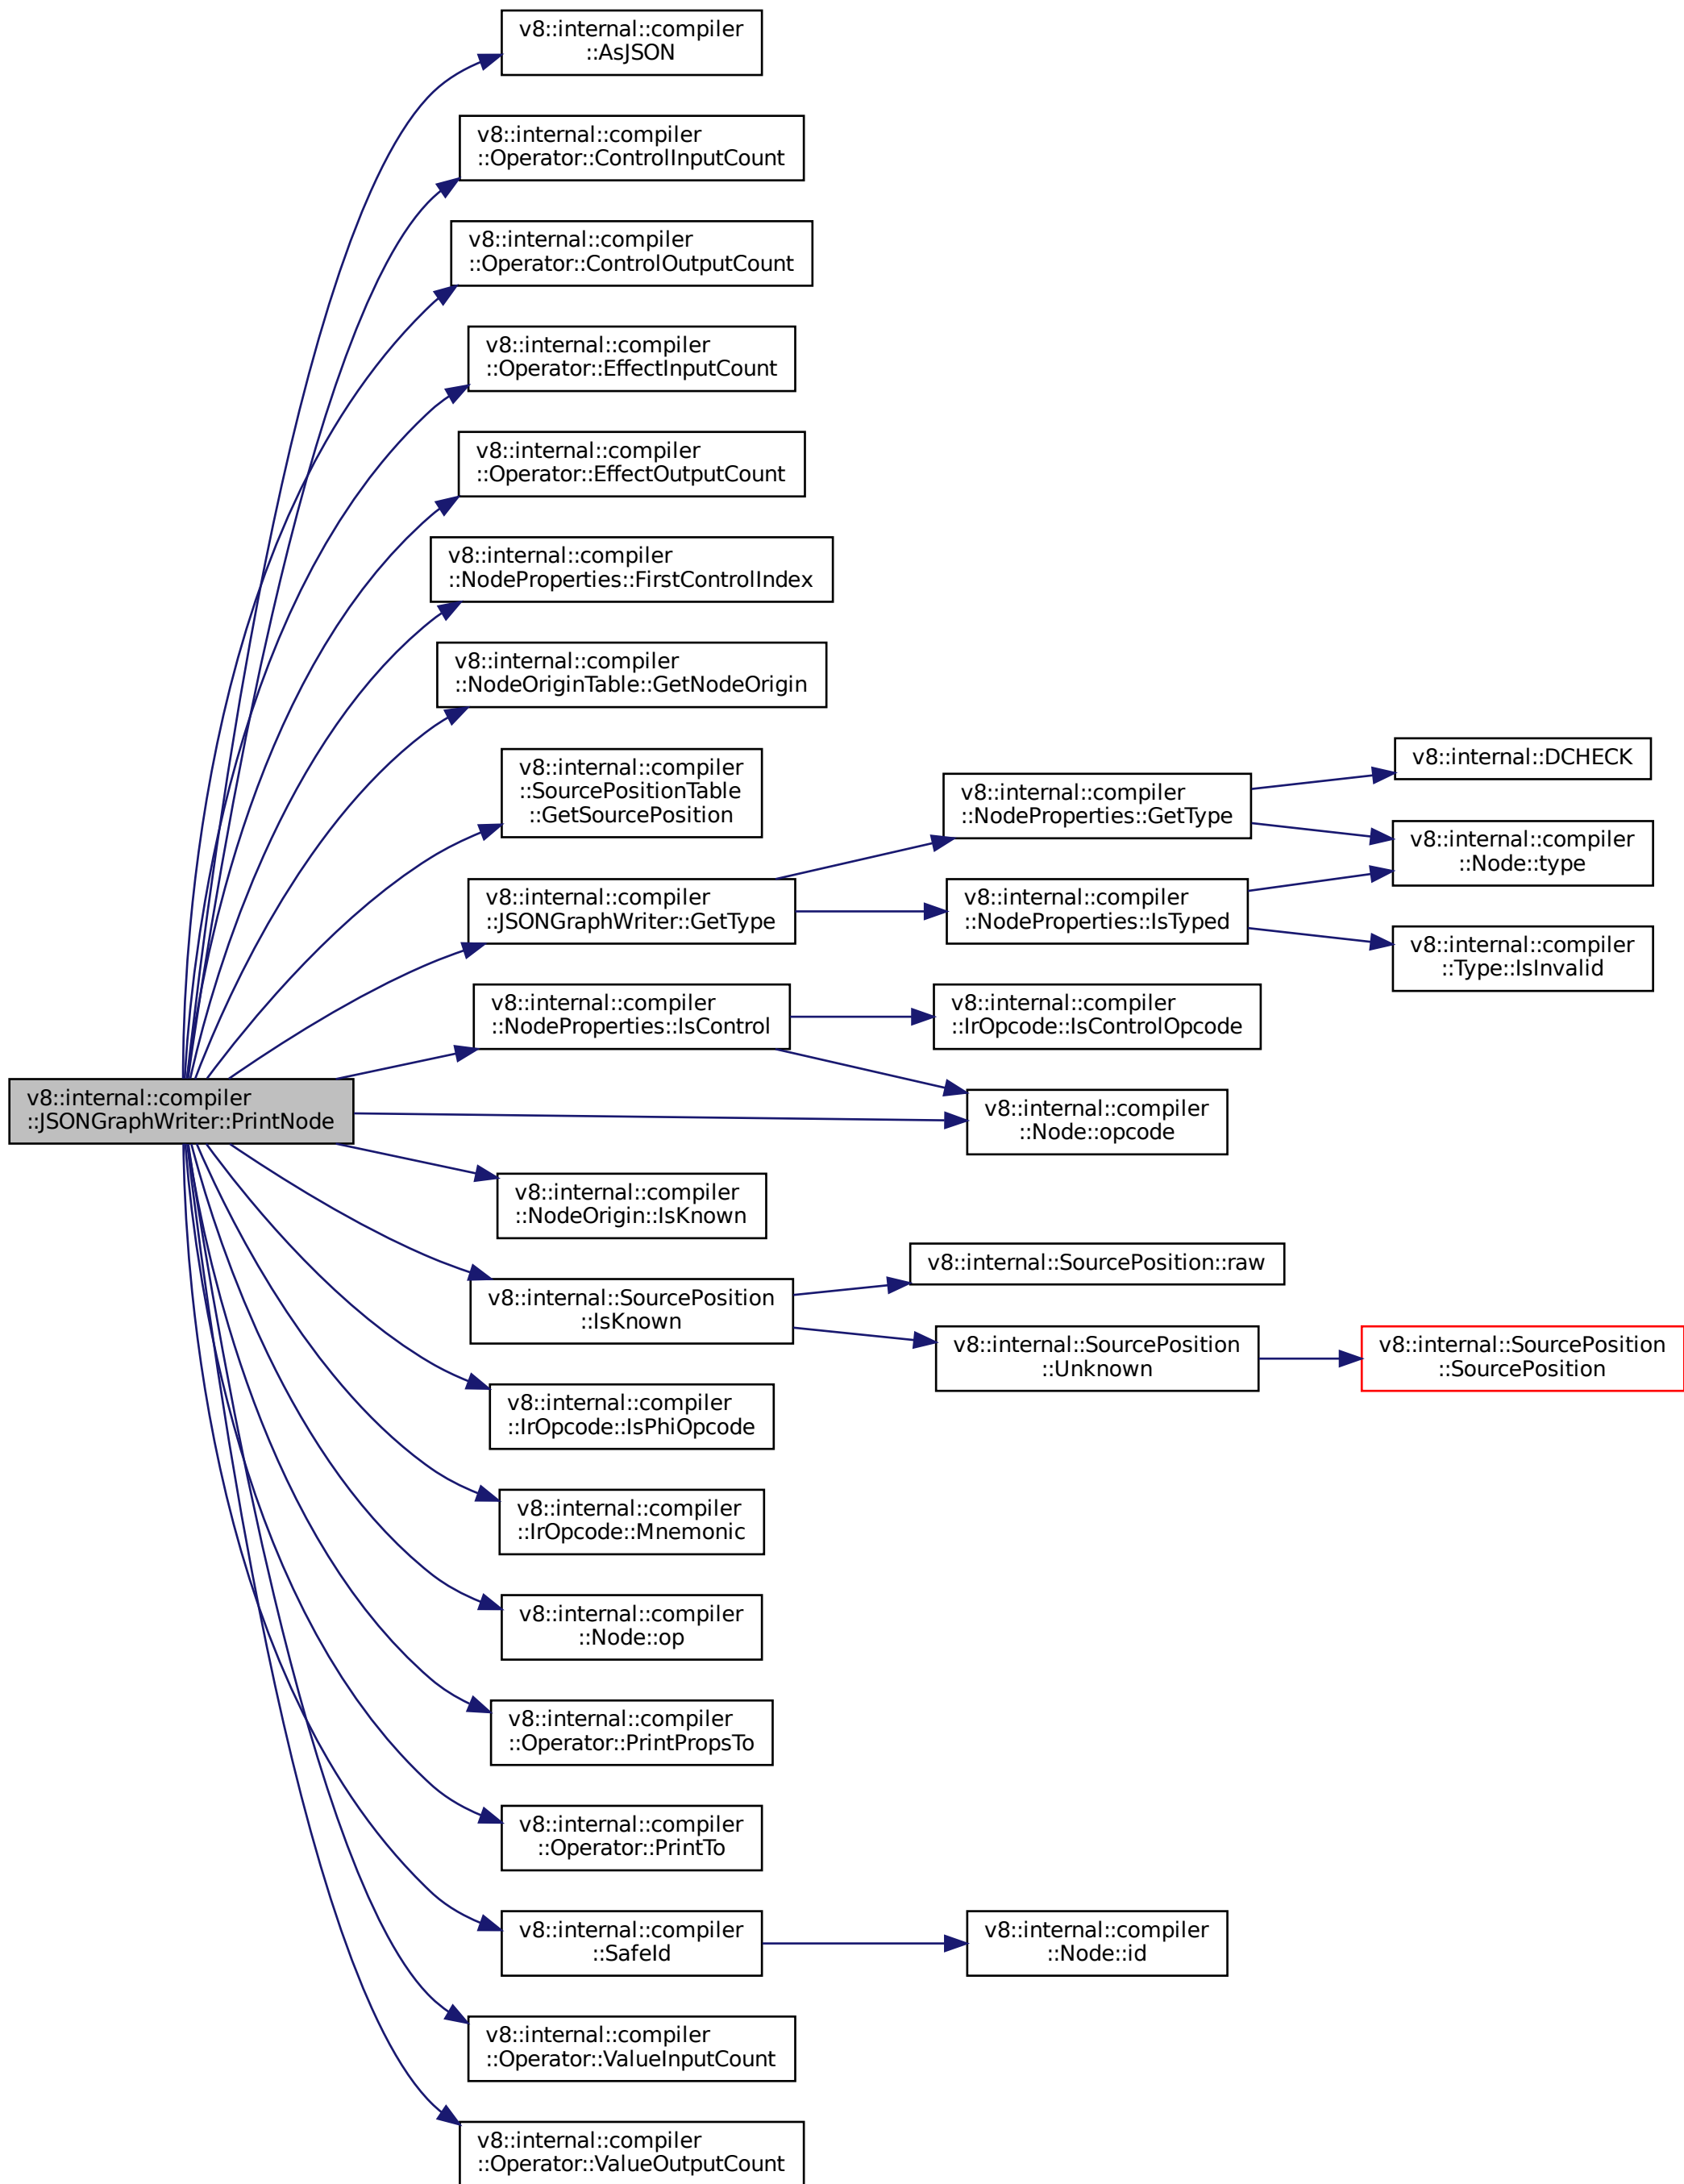 v8::internal::compiler
::AsJSON
v8::internal::compiler
::Operator::ControlInputCount
v8::internal::compiler
::Operator::ControlOutputCount
v8::internal::compiler
::Operator::EffectInputCount
v8::internal::compiler
::Operator::EffectOutputCount
v8::internal::compiler
::NodeProperties::FirstControlIndex
v8::internal::compiler
::NodeOriginTable::GetNodeOrigin
v8::internal::compiler
::SourcePositionTable
::GetSourcePosition
v8::internal::compiler
::JSONGraphWriter::GetType
v8::internal::compiler
::NodeProperties::GetType
v8::internal::DCHECK
v8::internal::compiler
::Node::type
v8::internal::compiler
::NodeProperties::IsTyped
v8::internal::compiler
::Type::IsInvalid
v8::internal::compiler
::NodeProperties::IsControl
v8::internal::compiler
::IrOpcode::IsControlOpcode
v8::internal::compiler
::JSONGraphWriter::PrintNode
v8::internal::compiler
::Node::opcode
v8::internal::compiler
::NodeOrigin::IsKnown
v8::internal::SourcePosition
::IsKnown
v8::internal::SourcePosition::raw
v8::internal::SourcePosition
::Unknown
v8::internal::SourcePosition
::SourcePosition
v8::internal::compiler
::IrOpcode::IsPhiOpcode
v8::internal::compiler
::IrOpcode::Mnemonic
v8::internal::compiler
::Node::op
v8::internal::compiler
::Operator::PrintPropsTo
v8::internal::compiler
::Operator::PrintTo
v8::internal::compiler
::SafeId
v8::internal::compiler
::Node::id
v8::internal::compiler
::Operator::ValueInputCount
v8::internal::compiler
::Operator::ValueOutputCount